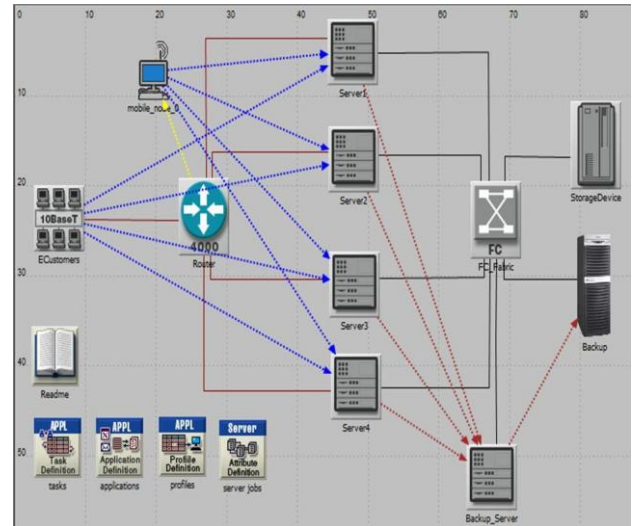 0 10 20 30 40 50 60 70 80
10
20
30
40
50
Server1
mobile_node_0
StorageDevice
Server2
10BaseT
ECustomers
4000
Router
FC
FC_Fabric
Server3
Backup
Readme
Server4
APPL
Task
Definition
tasks
APPL
Application
Definition
applications
APPL
Profile
Definition
profiles
Server
Attribute
Definition
server jobs
Backup_Server